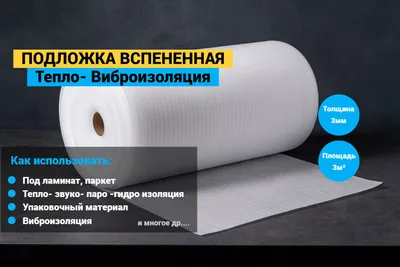 ПОДЛОЖКА ВСПЕНЕННАЯ
Тепло- Виброизоляция
Толщина
3мм
Площадь
3м²
Как использовать:
Под ламинат, паркет
Тепло- звуко- паро -гидро изоляция
Упаковочный материал
Виброизоляция
и многое др....